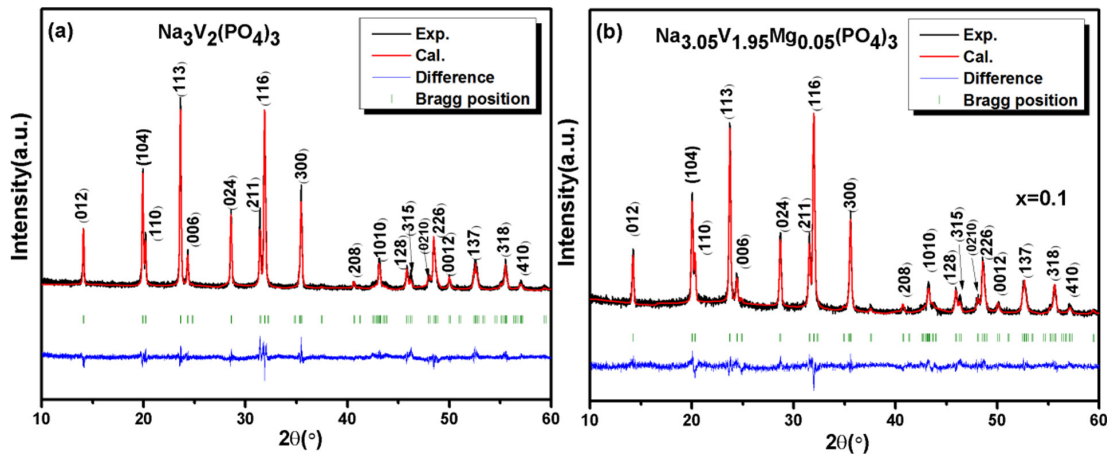 (a)
Na3V2(PO4)3
Exp.
Cal.
Difference
Bragg position
(012)
(104)
(110)
(113)
(006)
(024)
(211)
(116)
(300)
(208)
(1010)
(128)
(315)
(0210)
(226)
(0012)
(137)
(318)
(410)
Intensity(a.u.)
10 20 30 40 50 60
2θ(°)
(b)
Na3.05V1.95Mg0.05(PO4)3
Exp.
Cal.
Difference
Bragg position
x=0.1
(012)
(104)
(110)
(113)
(006)
(024)
(211)
(116)
(300)
(208)
(1010)
(128)
(315)
(0210)
(226)
(0012)
(137)
(318)
(410)
Intensity(a.u.)
10 20 30 40 50 60
2θ(°)